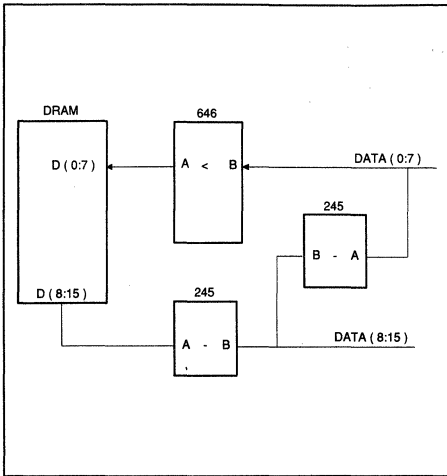 DRAM
646
D ( 0:7 )
A < B
DATA ( 0:7 )
245
B - A
D ( 8:15 )
245
A - B
DATA ( 8:15 )